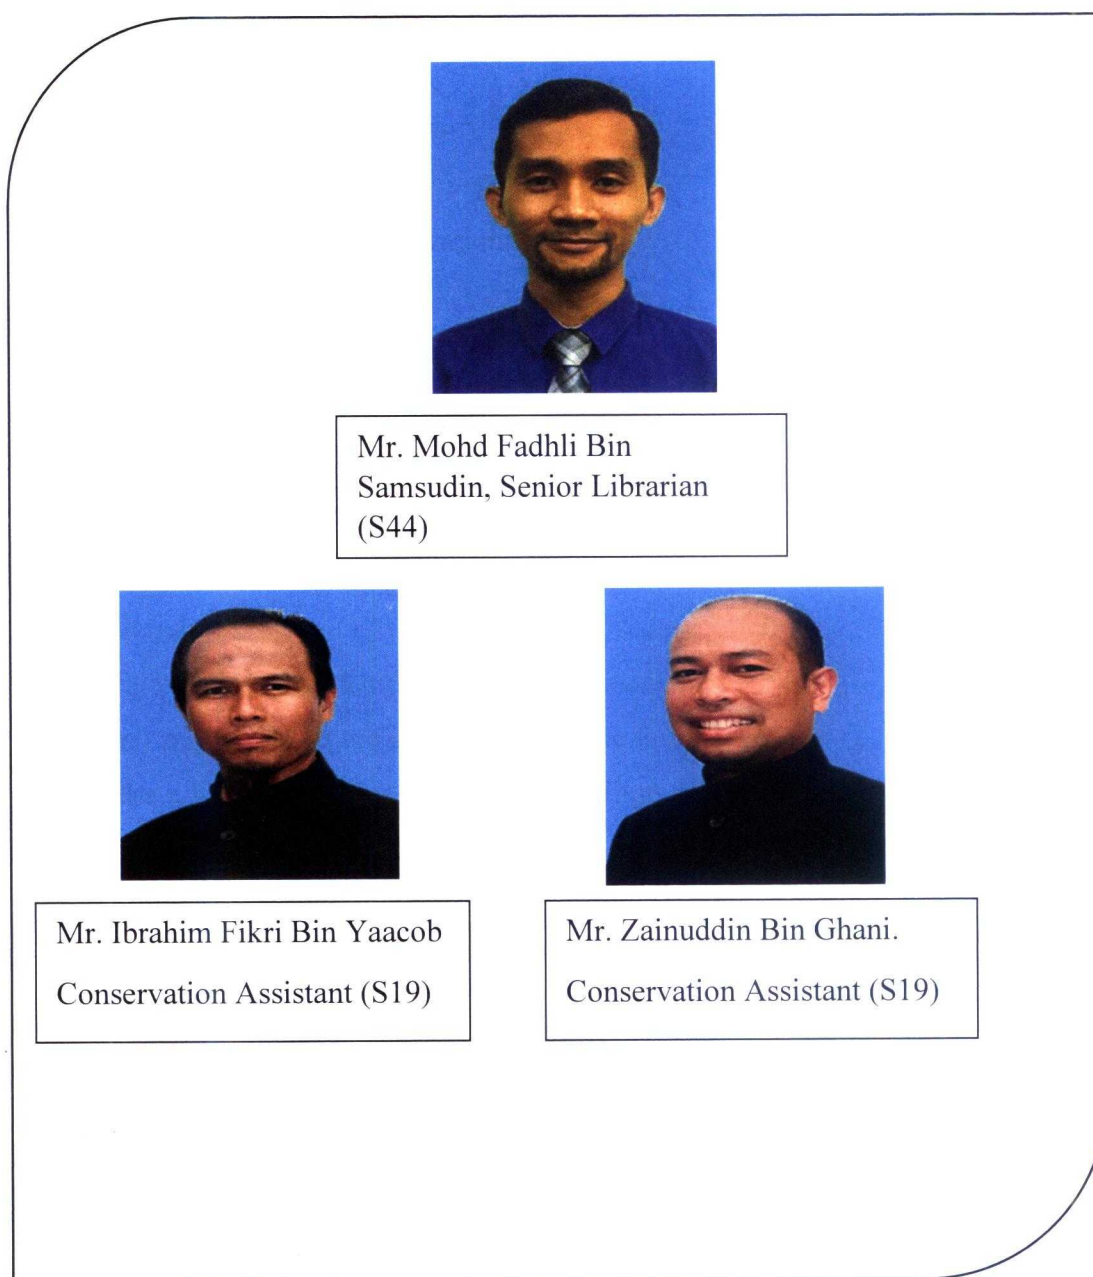 Mr. Mohd Fadhli Bin
Samsudin, Senior Librarian
(S44)
Mr. Ibrahim Fikri Bin Yaacob
Conservation Assistant (S19)
Mr. Zainuddin Bin Ghani.
Conservation Assistant (S19)